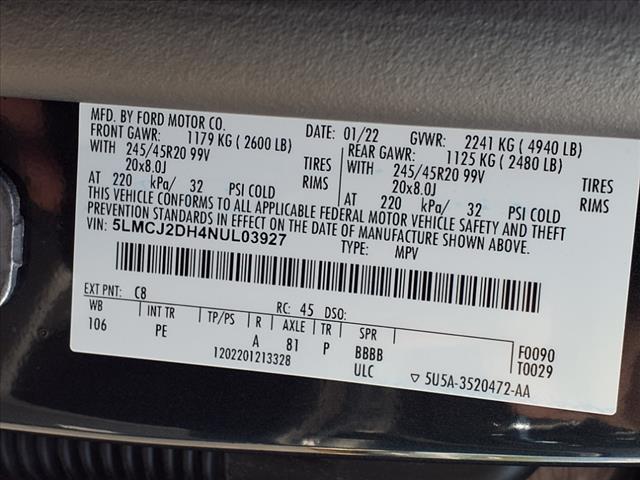 MFD. BY FORD MOTOR CO. DATE: 01/22 GVWR: 2241 KG ( 4940 LB)
FRONT GAWR: 1179 KG ( 2600 LB) REAR GAWR: 1125 KG ( 2480 LB)
WITH 245/45R20 99V TIRES WITH 245/45R20 99V TIRES
20x8.0J RIMS 20x8.0J RIMS
AT 220 kPa/ 32 PSI COLD AT 220 kPa/ 32 PSI COLD
THIS VEHICLE CONFORMS TO ALL APPLICABLE FEDERAL MOTOR VEHICLE SAFETY AND THEFT
PREVENTION STANDARDS IN EFFECT ON THE DATE OF MANUFACTURE SHOWN ABOVE.
VIN: 5LMCJ2DH4NUL03927 TYPE: MPV
EXT PNT: C8 RC: 45 DSO:
WB INT TR TP/PS R AXLE TR SPR F0090
106 PE A 81 P BBBB T0029
1202201213328 ULC ▽ 5U5A-3520472-AA